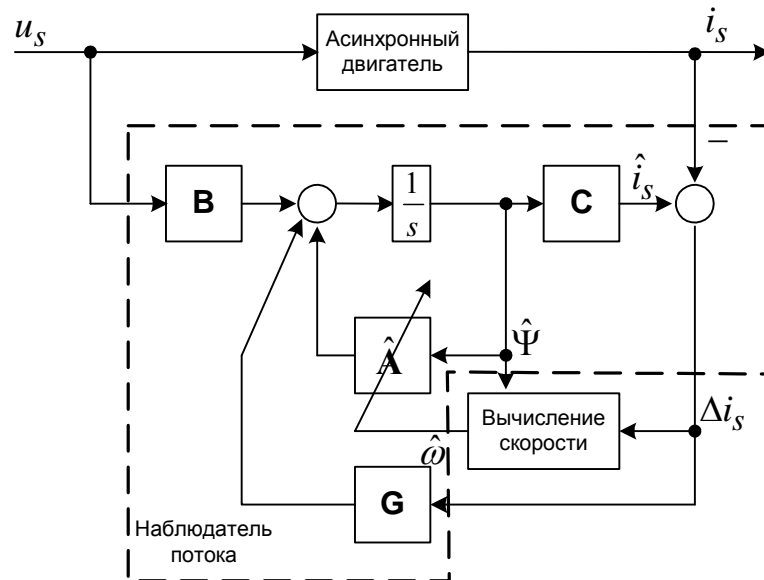 u_s
Асинхронный
двигатель
i_s
–
B
1
s
C
î_s
Â
Ψ̂
Вычисление
скорости
Δi_s
ω̂
G
Наблюдатель
потока